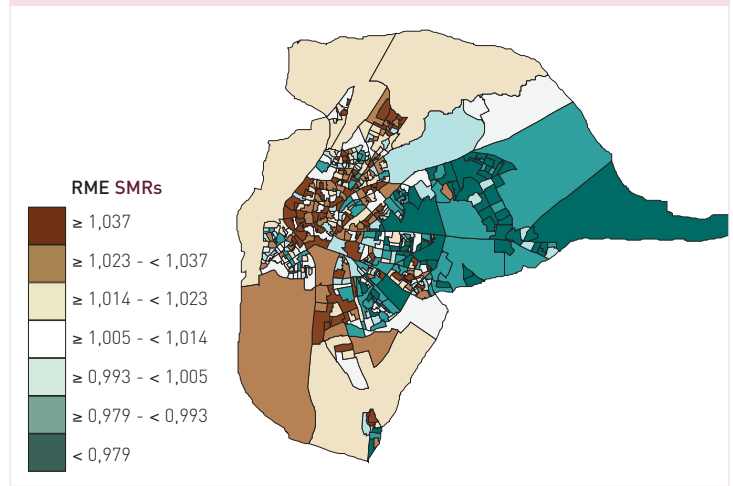 RME SMRs
≥ 1,037
≥ 1,023 - < 1,037
≥ 1,014 - < 1,023
≥ 1,005 - < 1,014
≥ 0,993 - < 1,005
≥ 0,979 - < 0,993
< 0,979